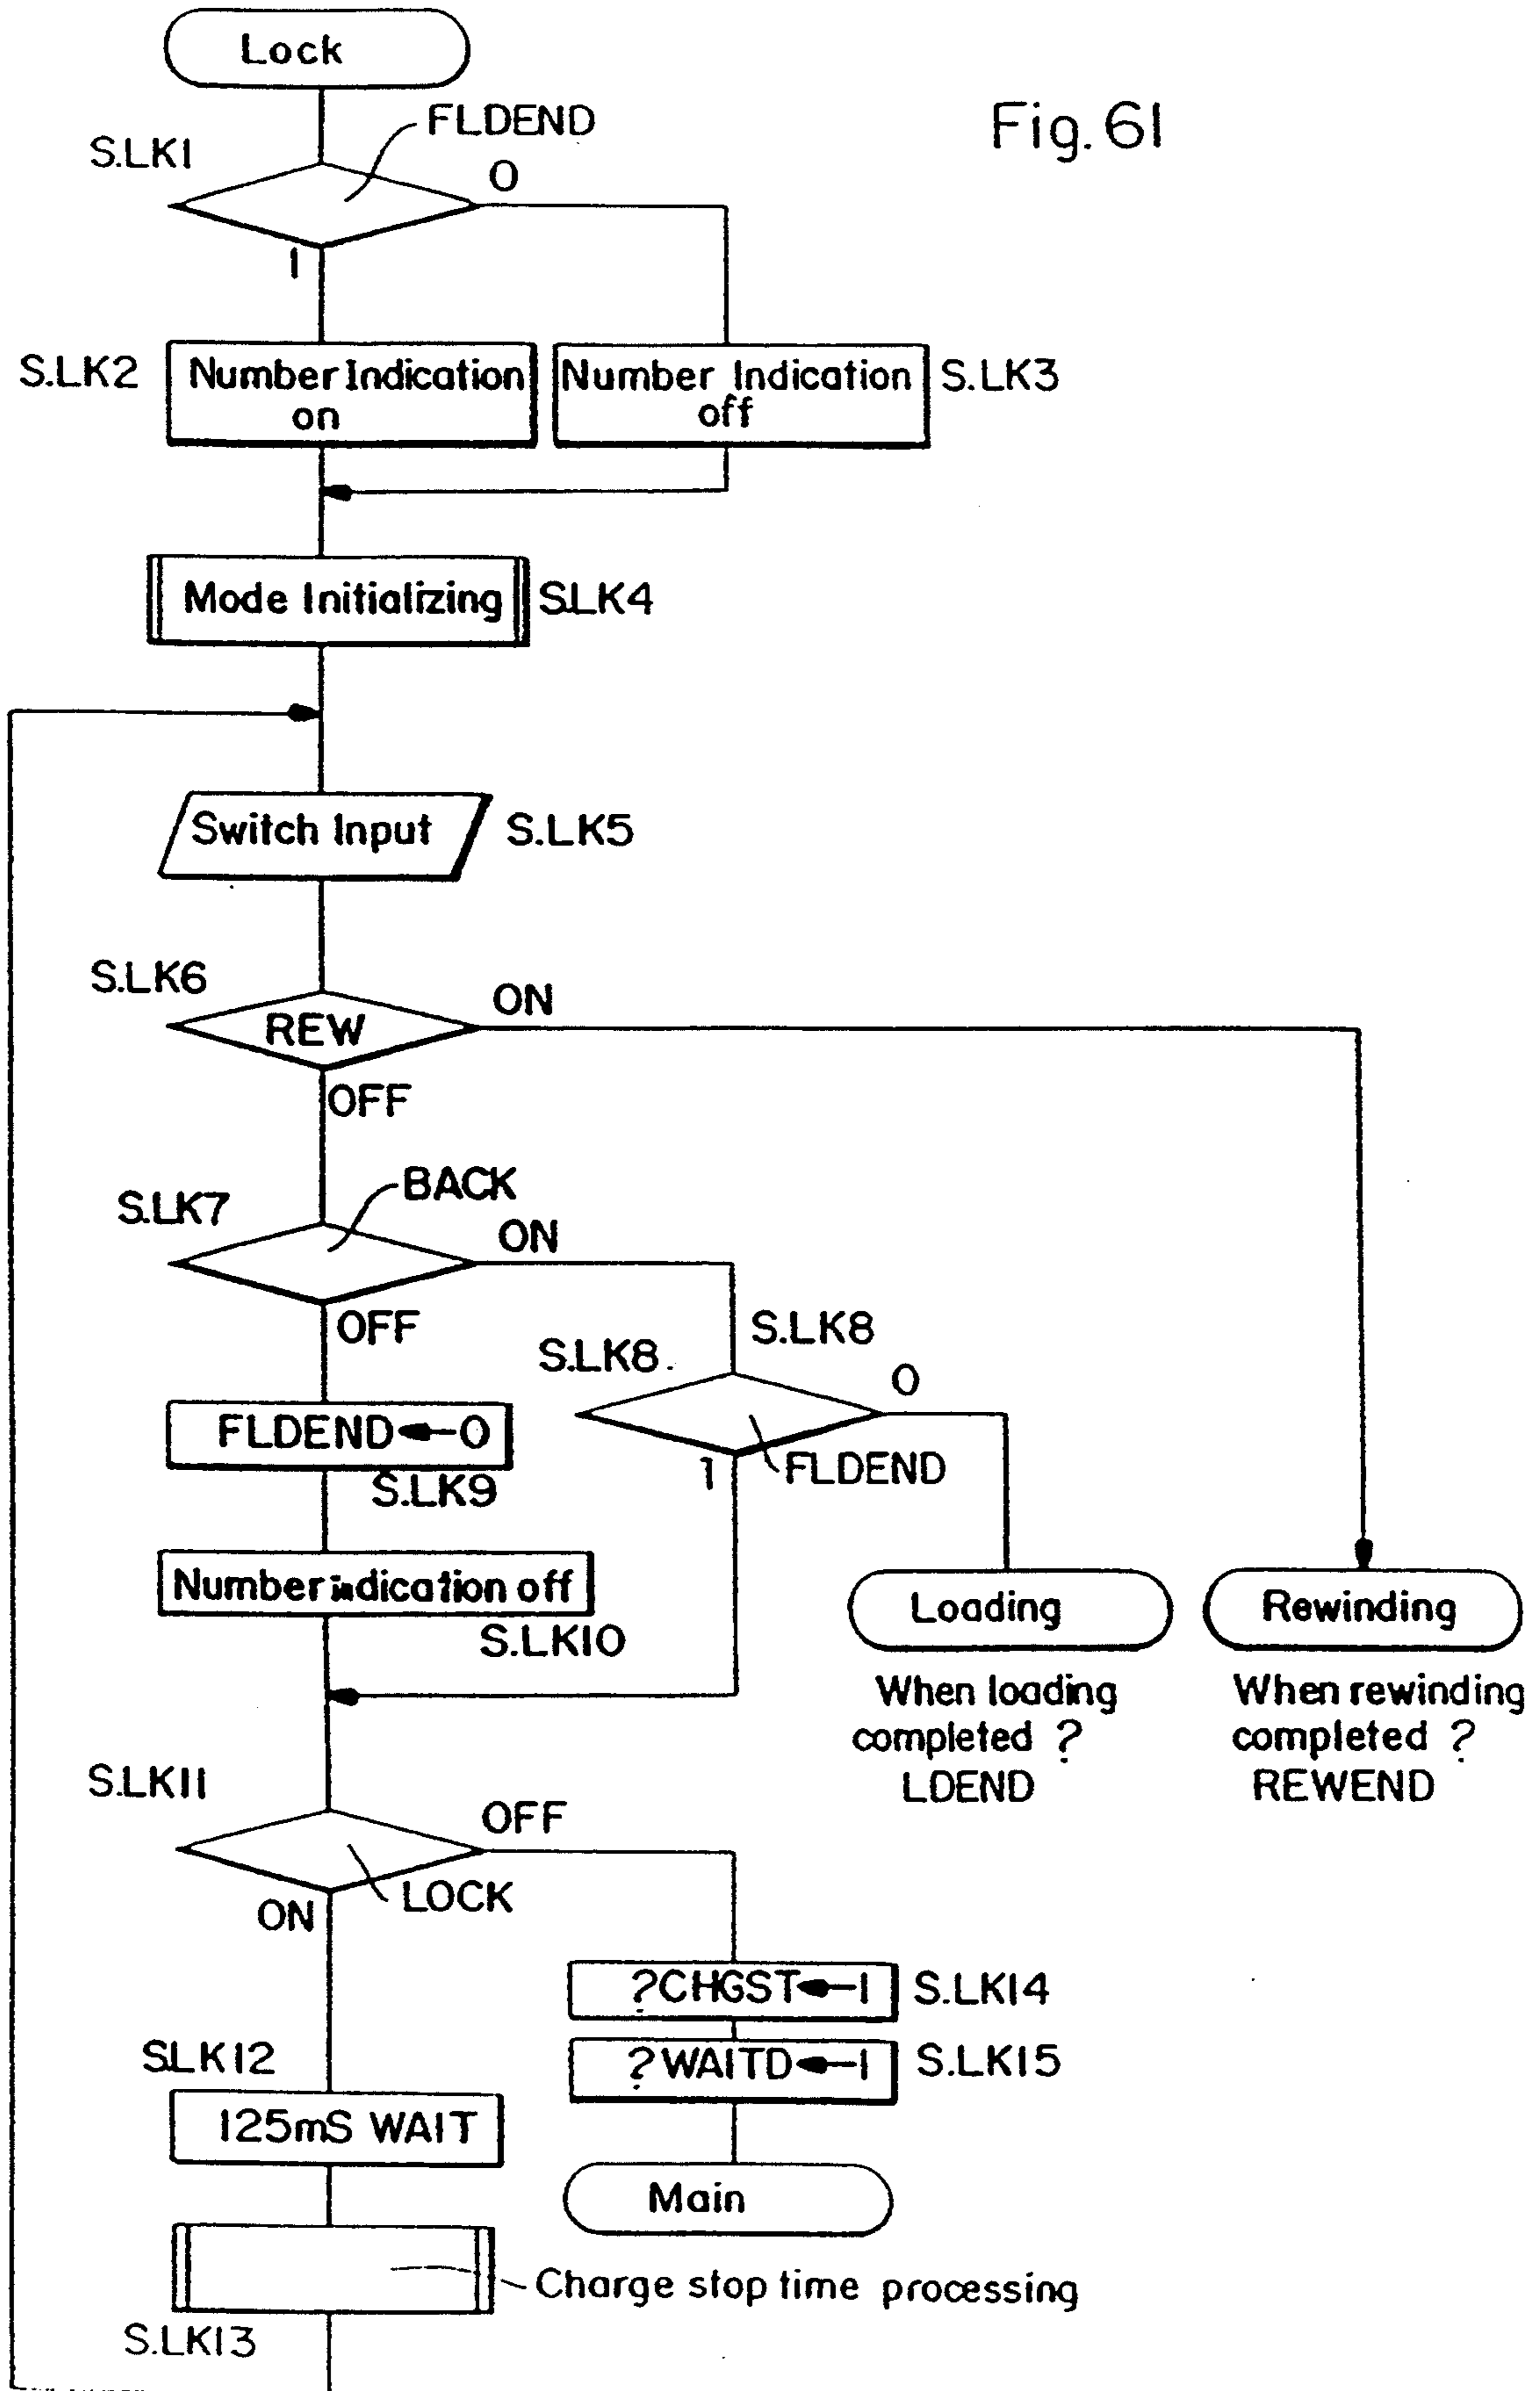 Lock
Fig. 61
FLDEND
S.LK1
0
1
S.LK2
Number Indication
on
Number Indication
off
S.LK3
Mode Initializing
S.LK4
Switch Input
S.LK5
S.LK6
REW
ON
OFF
BACK
S.LK7
ON
OFF
S.LK8
S.LK8
0
FLDEND←0
1
FLDEND
S.LK9
Number indication off
S.LK10
Loading
Rewinding
When loading
completed ?
LDEND
When rewinding
completed ?
REWEND
S.LK11
OFF
LOCK
ON
?CHGST←1
S.LK14
S.LK12
?WAITD←1
S.LK15
125mS WAIT
Main
Charge stop time processing
S.LK13